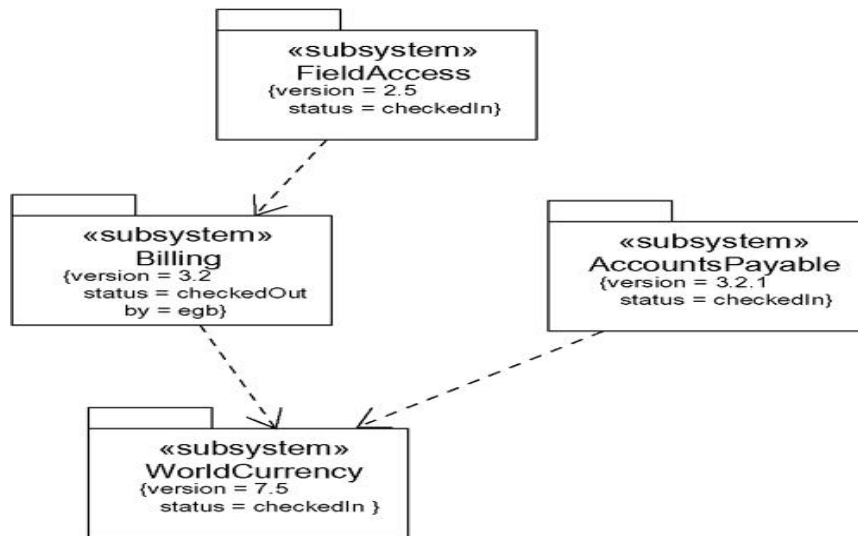 «subsystem»
FieldAccess
{version = 2.5
status = checkedIn}
«subsystem»
Billing
{version = 3.2
status = checkedOut
by = egb}
«subsystem»
AccountsPayable
{version = 3.2.1
status = checkedIn}
«subsystem»
WorldCurrency
{version = 7.5
status = checkedIn }